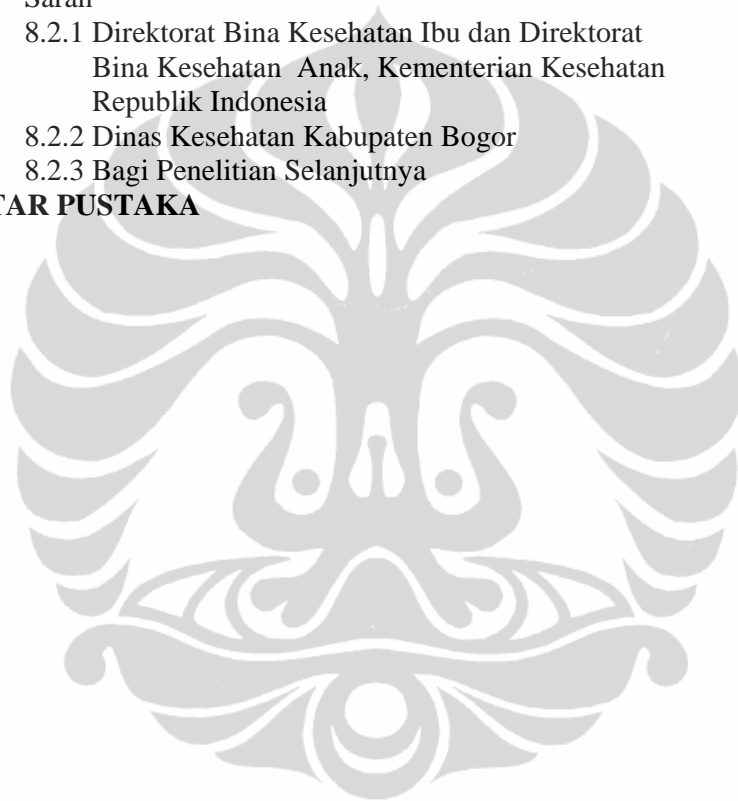 Saran
8.2.1 Direktorat Bina Kesehatan Ibu dan Direktorat
Bina Kesehatan Anak, Kementerian Kesehatan
Republik Indonesia
8.2.2 Dinas Kesehatan Kabupaten Bogor
8.2.3 Bagi Penelitian Selanjutnya
TAR PUSTAKA